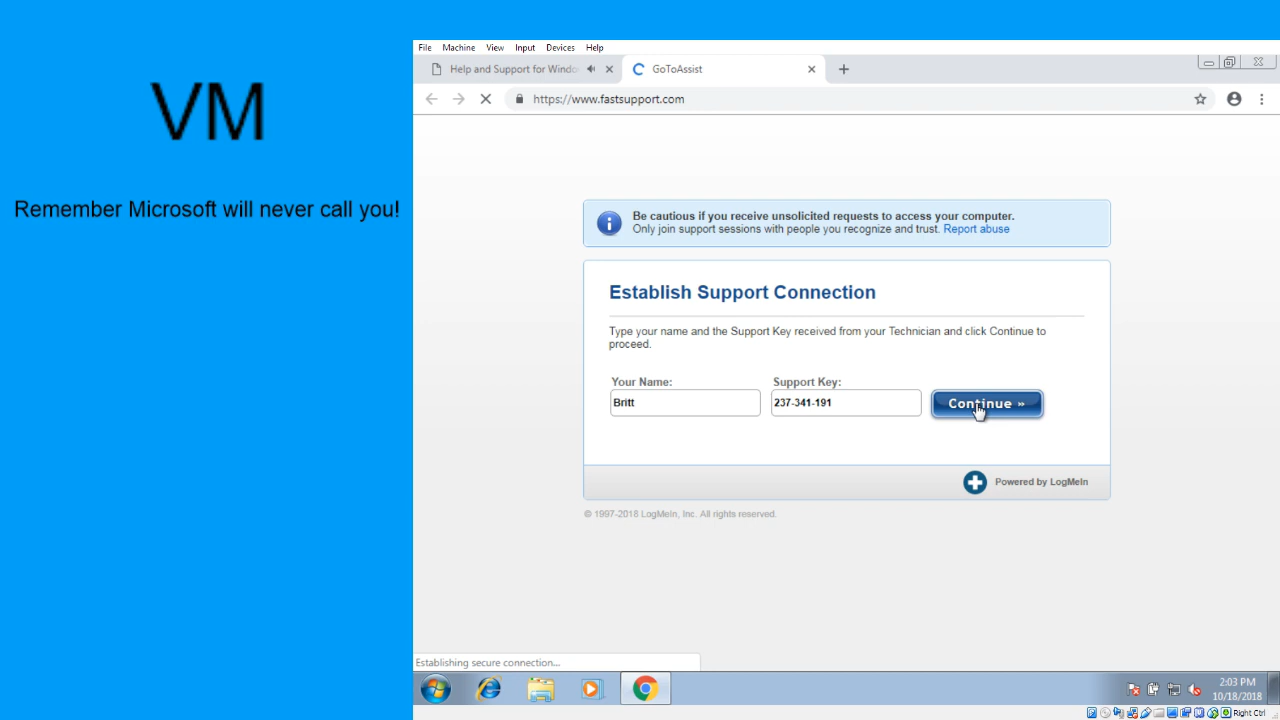 VM
Remember Microsoft will never call you!
File Machine View Input Devices Help
Help and Support for Windo
GoToAssist
https://www.fastsupport.com
Be cautious if you receive unsolicited requests to access your computer.
Only join support sessions with people you recognize and trust. Report abuse
Establish Support Connection
Type your name and the Support Key received from your Technician and click Continue to
proceed.
Your Name: Support Key:
Britt 237-341-191 Continue »
Powered by LogMeIn
© 1997-2018 LogMeIn, Inc. All rights reserved.
Establishing secure connection...
2:03 PM
10/18/2018
Right Ctrl